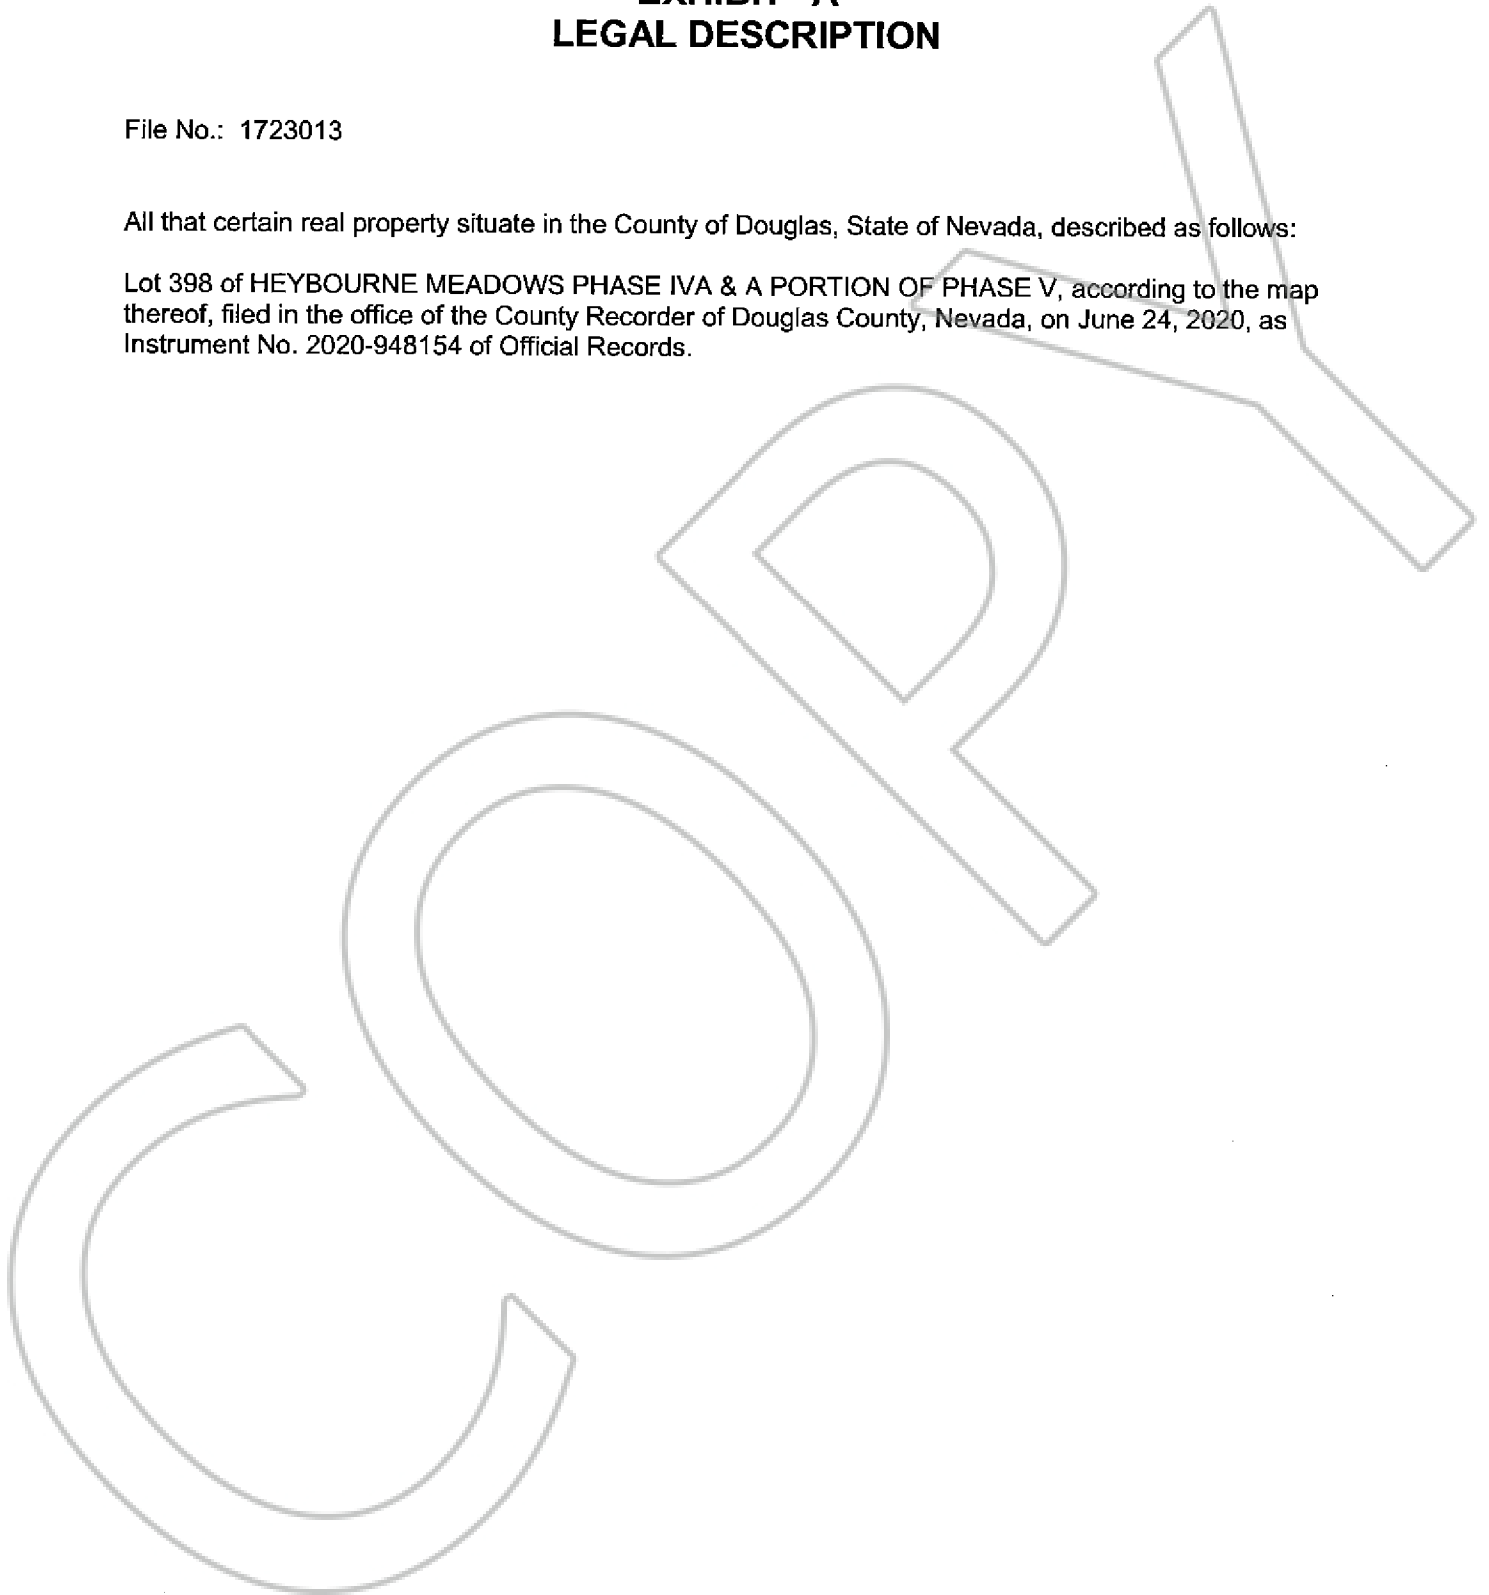 EXHIBIT "A"
LEGAL DESCRIPTION
File No.: 1723013
All that certain real property situate in the County of Douglas, State of Nevada, described as follows:
Lot 398 of HEYBOURNE MEADOWS PHASE IVA & A PORTION OF PHASE V, according to the map
thereof, filed in the office of the County Recorder of Douglas County, Nevada, on June 24, 2020, as
Instrument No. 2020-948154 of Official Records.
COPY